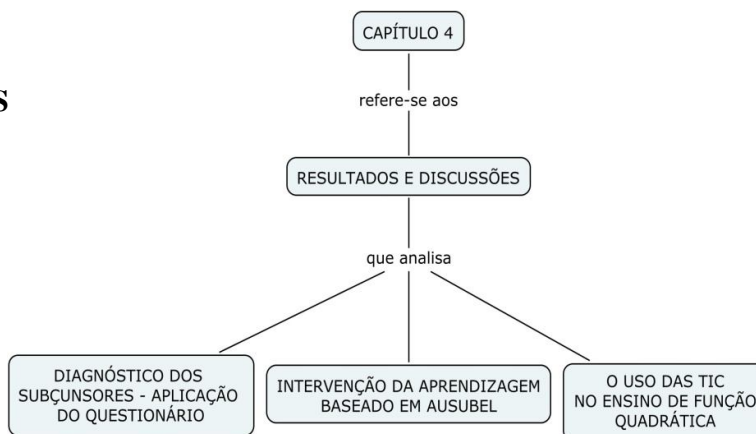 CAPÍTULO 4
S
refere-se aos
RESULTADOS E DISCUSSÕES
que analisa
DIAGNÓSTICO DOS
SUBÇUNSORES - APLICAÇÃO
DO QUESTIONÁRIO
INTERVENÇÃO DA APRENDIZAGEM
BASEADO EM AUSUBEL
O USO DAS TIC
NO ENSINO DE FUNÇÃO
QUADRÁTICA